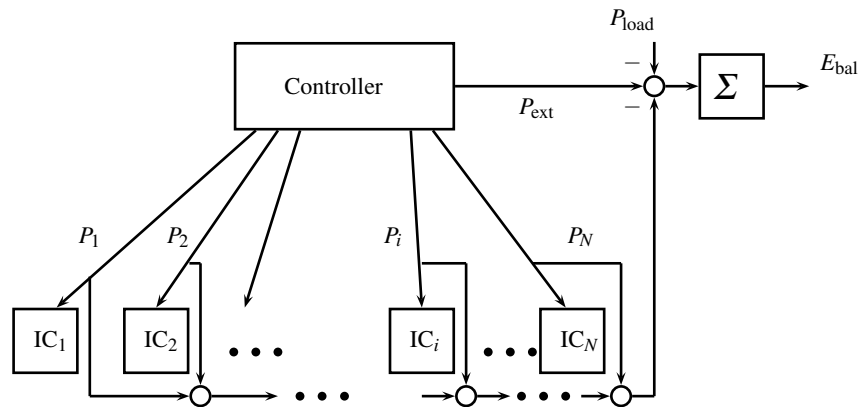 P_load
−
Controller
P_ext
−
Σ
E_bal
P_1
P_2
P_i
P_N
IC_1
IC_2
IC_i
IC_N